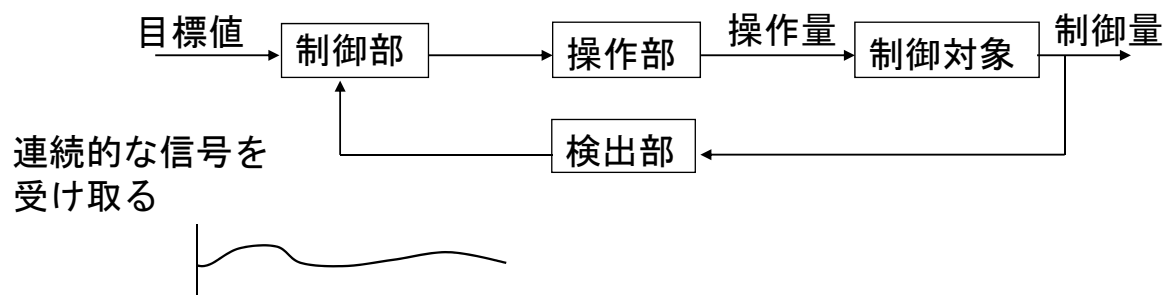 目標値
制御部
操作部
操作量
制御対象
制御量
検出部
連続的な信号を
受け取る